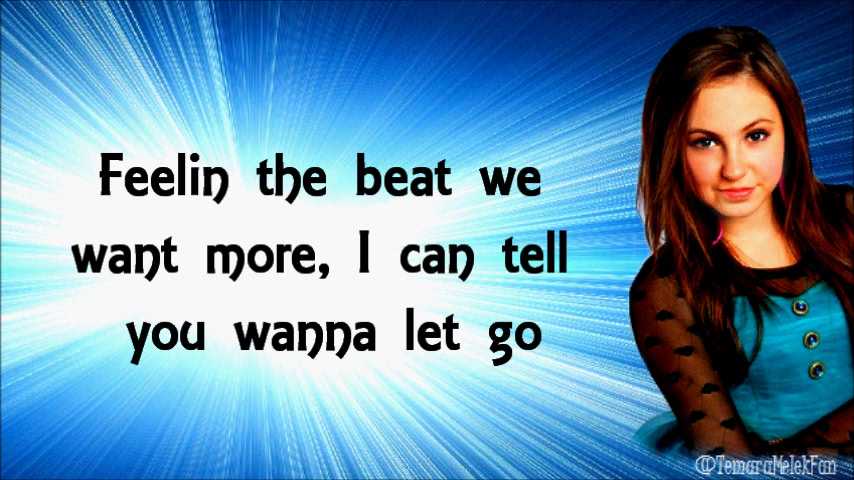 Feelin the beat we
want more, I can tell
you wanna let go
@TemaraMelekFan